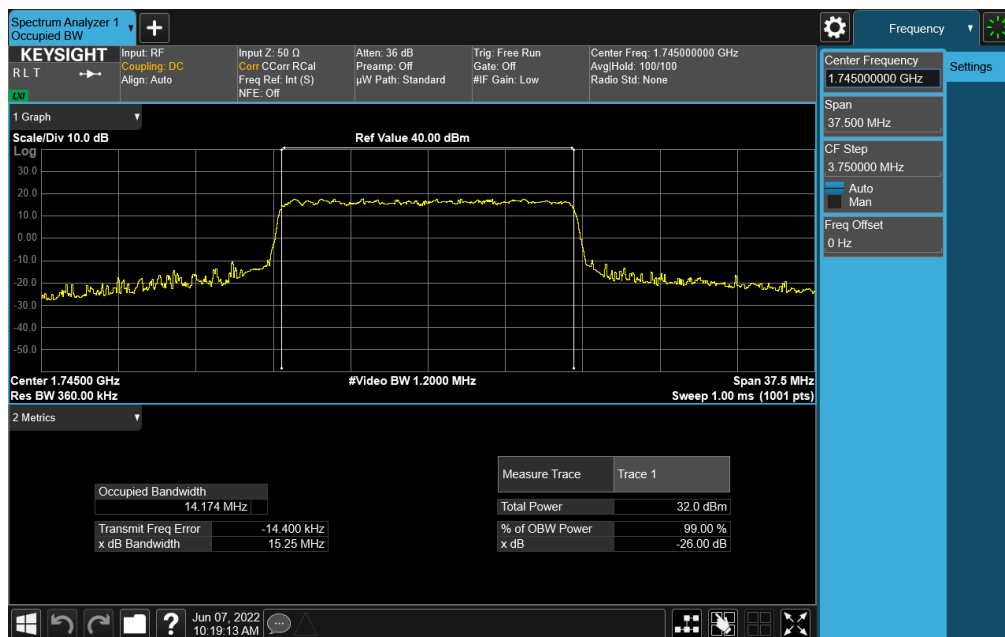 Spectrum Analyzer 1
Occupied BW
Frequency
KEYSIGHT
R L T
LXI
Input: RF
Coupling: DC
Align: Auto
Input Z: 50 Ω
Corr CCorr RCal
Freq Ref: Int (S)
NFE: Off
Atten: 36 dB
Preamp: Off
µW Path: Standard
Trig: Free Run
Gate: Off
#IF Gain: Low
Center Freq: 1.745000000 GHz
Avg|Hold: 100/100
Radio Std: None
Center Frequency
1.745000000 GHz
Settings
Span
37.500 MHz
CF Step
3.750000 MHz
Auto
Man
Freq Offset
0 Hz
1 Graph
Scale/Div 10.0 dB
Ref Value 40.00 dBm
Log
30.0
20.0
10.0
0.00
-10.0
-20.0
-30.0
-40.0
-50.0
Center 1.74500 GHz
#Video BW 1.2000 MHz
Span 37.5 MHz
Res BW 360.00 kHz
Sweep 1.00 ms (1001 pts)
2 Metrics
Measure Trace Trace 1
Occupied Bandwidth
14.174 MHz
Total Power 32.0 dBm
Transmit Freq Error -14.400 kHz
% of OBW Power 99.00 %
x dB Bandwidth 15.25 MHz
x dB -26.00 dB
Jun 07, 2022
10:19:13 AM